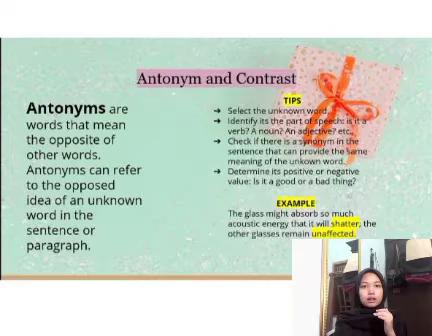 Antonym and Contrast
Antonyms are
words that mean
the opposite of
other words.
Antonyms can refer
to the opposed
idea of an unknown
word in the
sentence or
paragraph.
TIPS
➔ Select the unknown word.
➔ Identify its the part of speech: is it a
verb? A noun? An adjective? etc.
➔ Check if there is a synonym in the
sentence that can provide the same
meaning of the unkown word.
➔ Determine its positive or negative
value: Is it a good or a bad thing?
EXAMPLE
The glass might absorb so much
acoustic energy that it will shatter; the
other glasses remain unaffected.